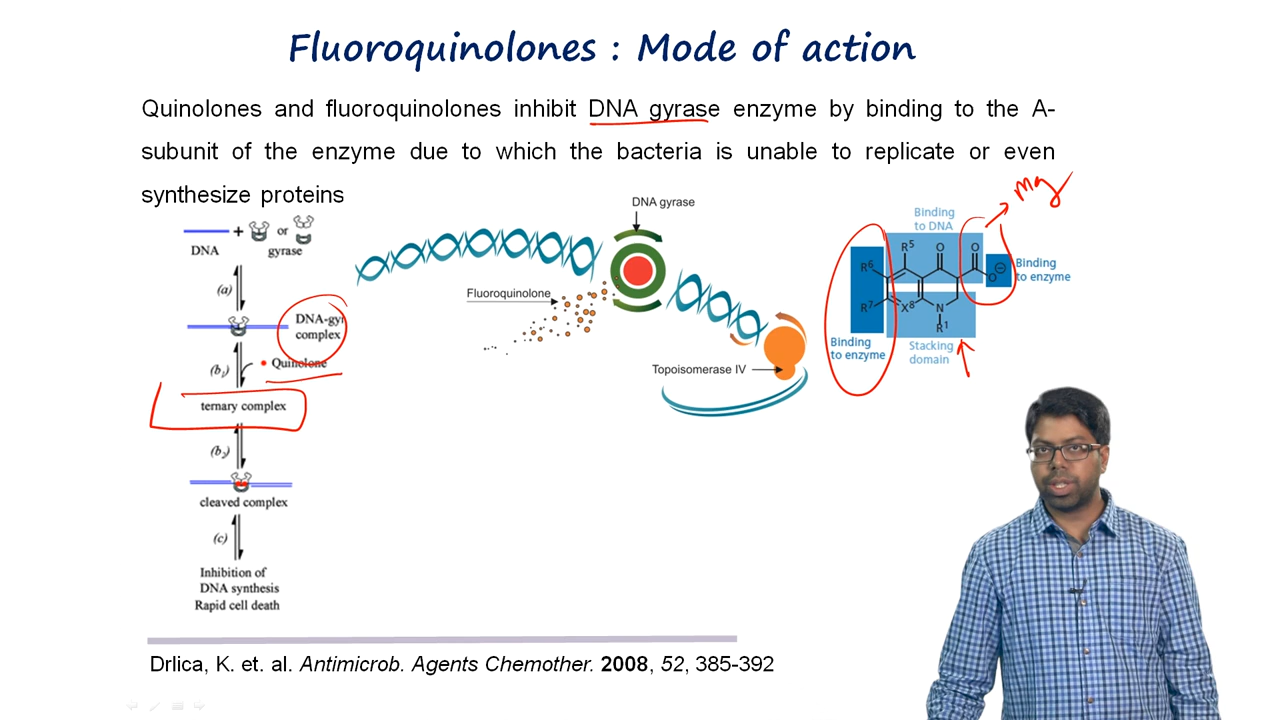 Fluoroquinolones : Mode of action
Quinolones and fluoroquinolones inhibit DNA gyrase enzyme by binding to the A-
subunit of the enzyme due to which the bacteria is unable to replicate or even
synthesize proteins
DNA + or
gyrase
(a)
DNA-gyr
complex
(b₁)
• Quinolone
ternary complex
(b₂)
cleaved complex
(c)
Inhibition of
DNA synthesis
Rapid cell death
DNA gyrase
Fluoroquinolone
Topoisomerase IV
Mg
Binding
to DNA
R⁵ O O
R⁶
O⊖
Binding
to enzyme
R⁷ X⁸ N
R¹
Binding
to enzyme
Stacking
domain
Drlica, K. et. al. Antimicrob. Agents Chemother. 2008, 52, 385-392